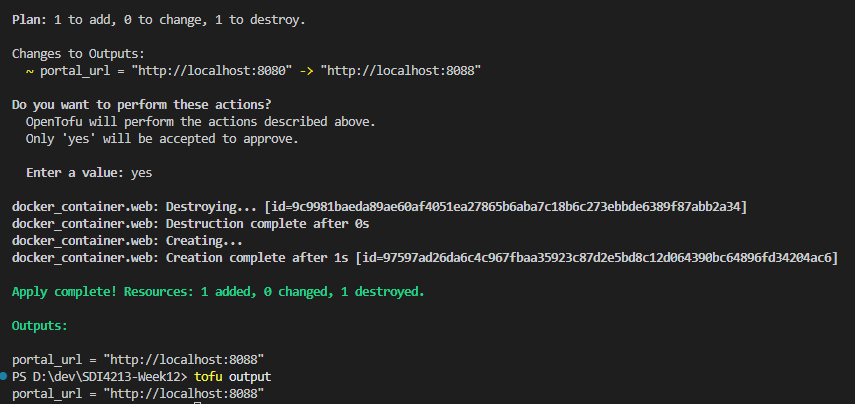 Plan: 1 to add, 0 to change, 1 to destroy.
Changes to Outputs:
~ portal_url = "http://localhost:8080" -> "http://localhost:8088"
Do you want to perform these actions?
OpenTofu will perform the actions described above.
Only 'yes' will be accepted to approve.
Enter a value: yes
docker_container.web: Destroying... [id=9c9981baeda89ae60af4051ea27865b6aba7c18b6c273ebbde6389f87abb2a34]
docker_container.web: Destruction complete after 0s
docker_container.web: Creating...
docker_container.web: Creation complete after 1s [id=97597ad26da6c4c967fbaa35923c87d2e5bd8c12d064390bc64896fd34204ac6]
Apply complete! Resources: 1 added, 0 changed, 1 destroyed.
Outputs:
portal_url = "http://localhost:8088"
PS D:\dev\SDI4213-Week12> tofu output
portal_url = "http://localhost:8088"